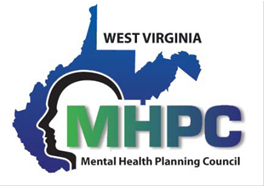 WEST VIRGINIA
MHPC
Mental Health Planning Council